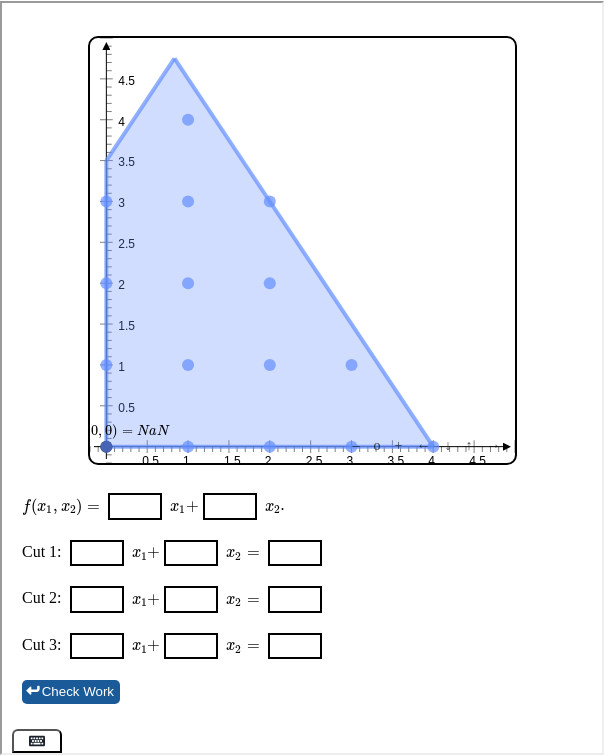 4.5
4
3.5
3
2.5
2
1.5
1
0.5
0, 0) = NaN
0.5 1 1.5 2 2.5 3 3.5 4 4.5
f(x₁, x₂) = x₁+ x₂.
Cut 1: x₁+ x₂ =
Cut 2: x₁+ x₂ =
Cut 3: x₁+ x₂ =
Check Work